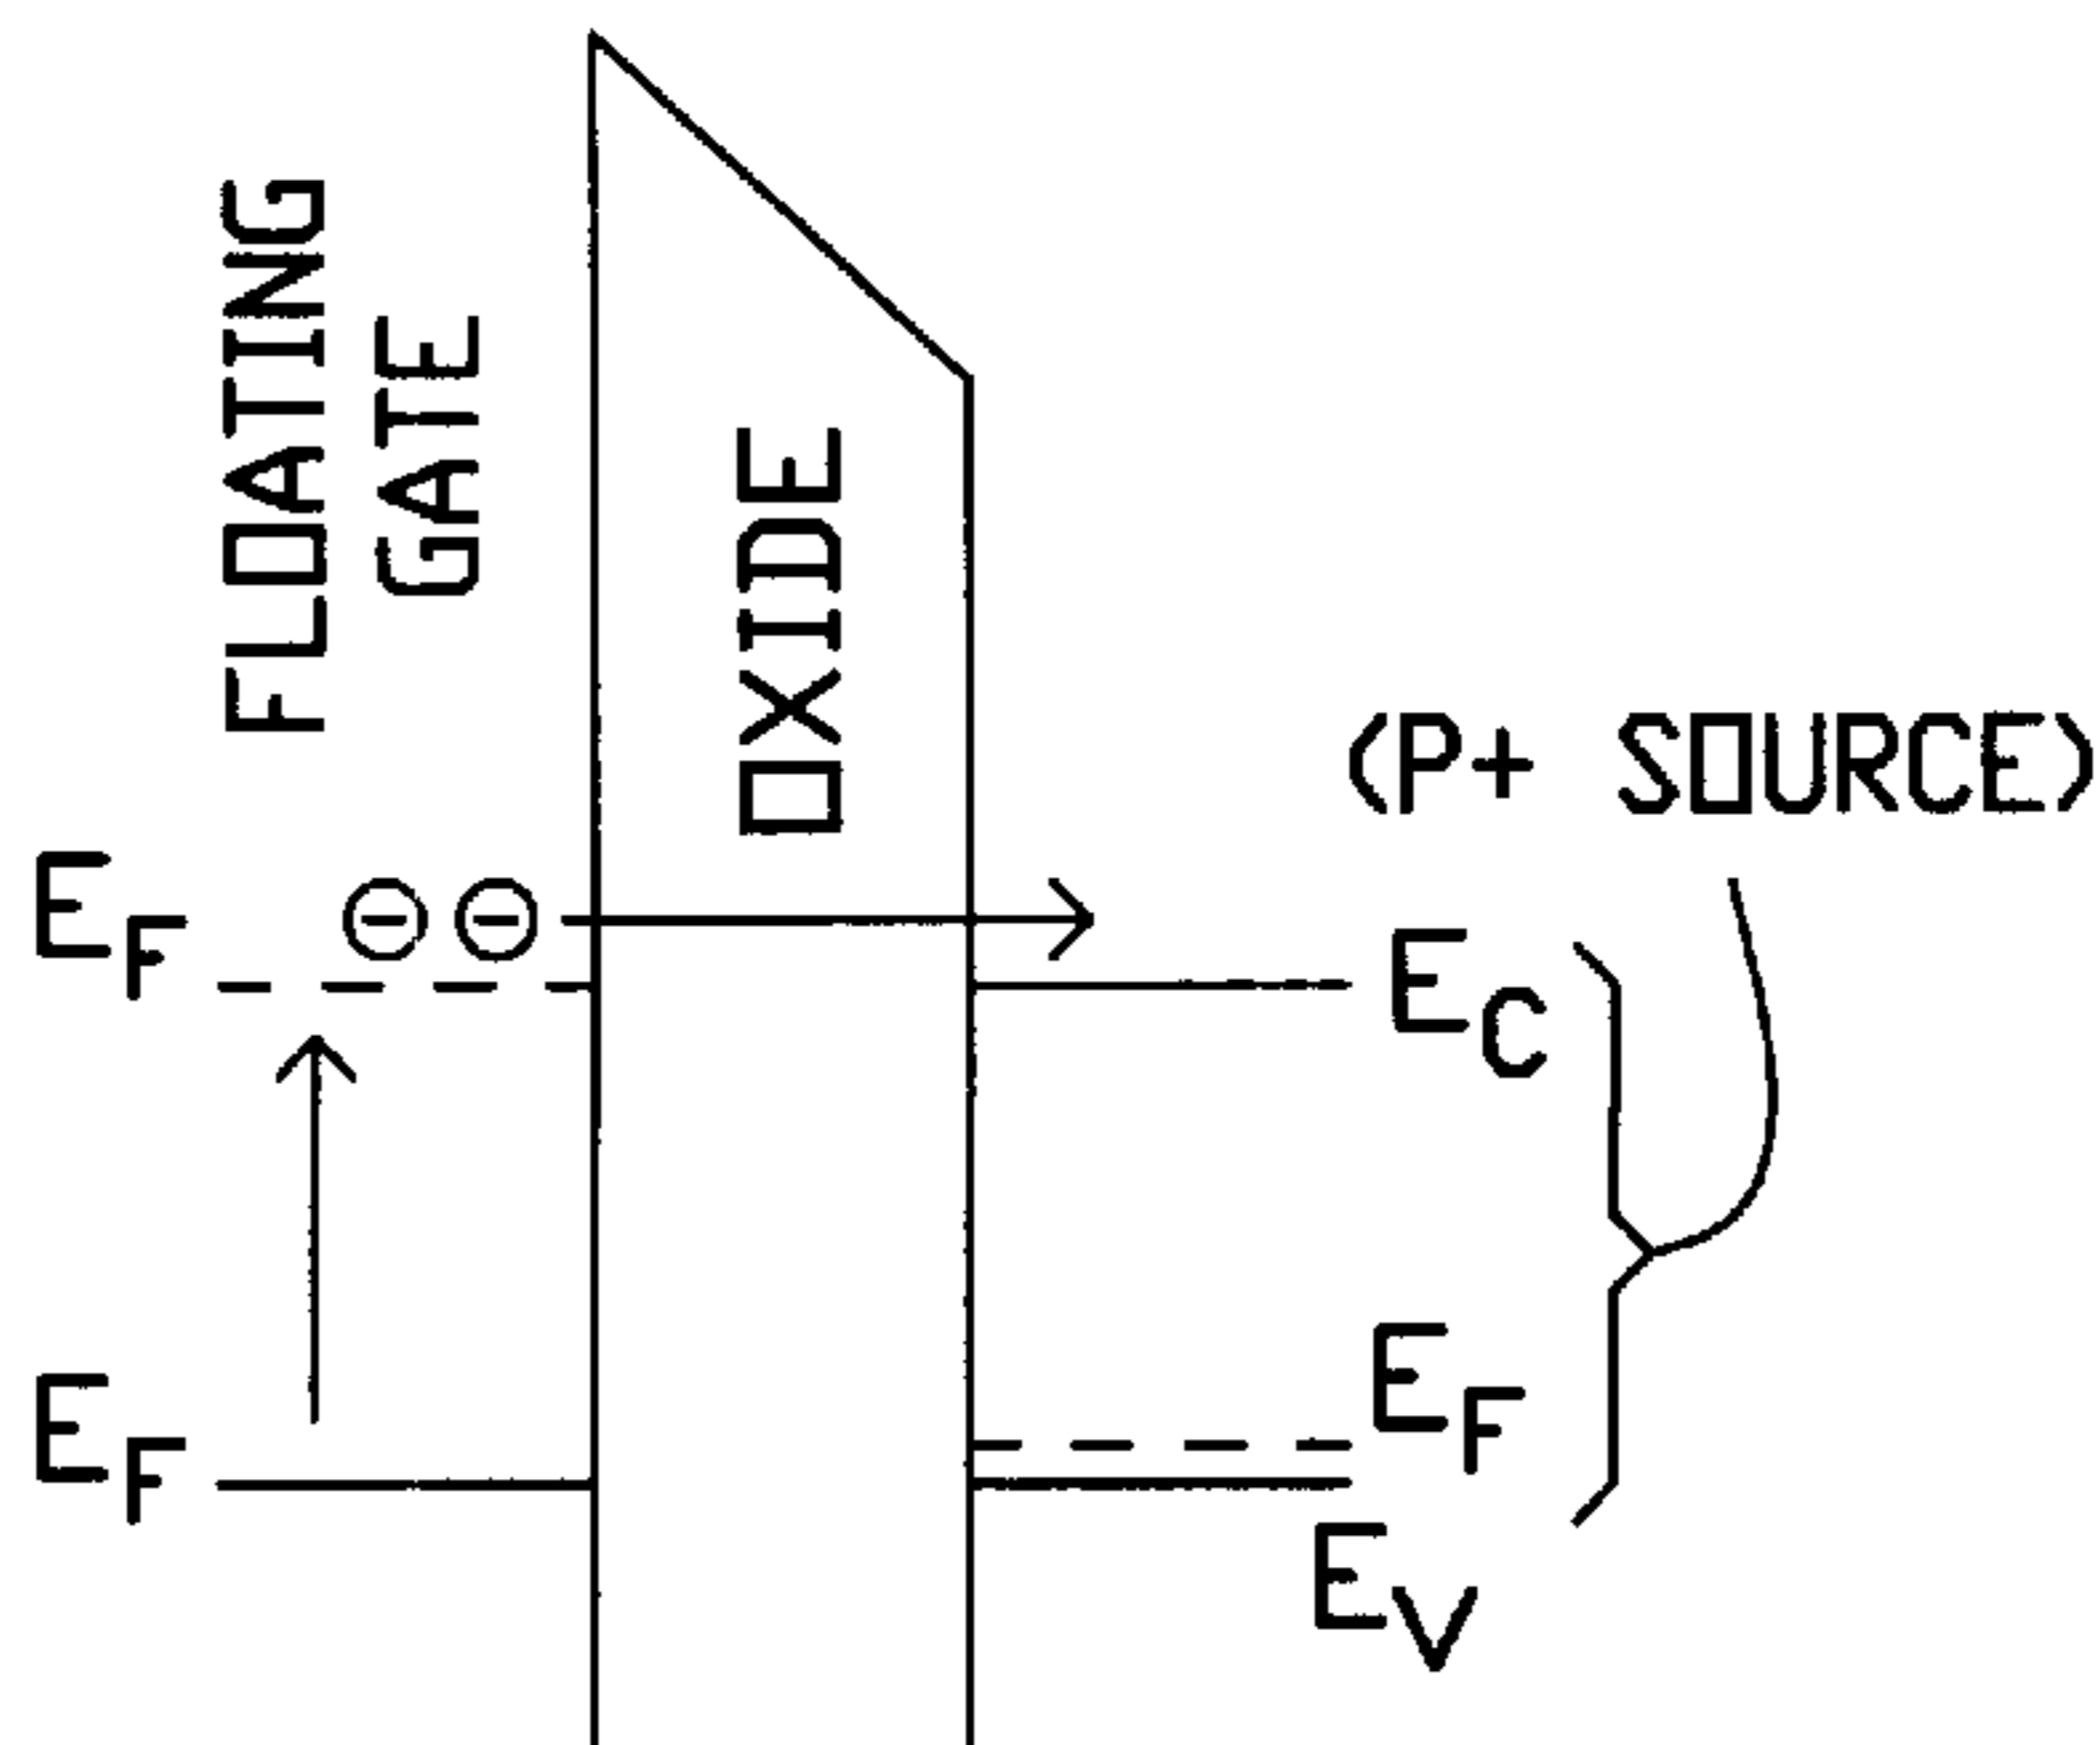 FLOATING
GATE
OXIDE
(P+ SOURCE)
EF
⊖⊖
EC
EF
EF
EV